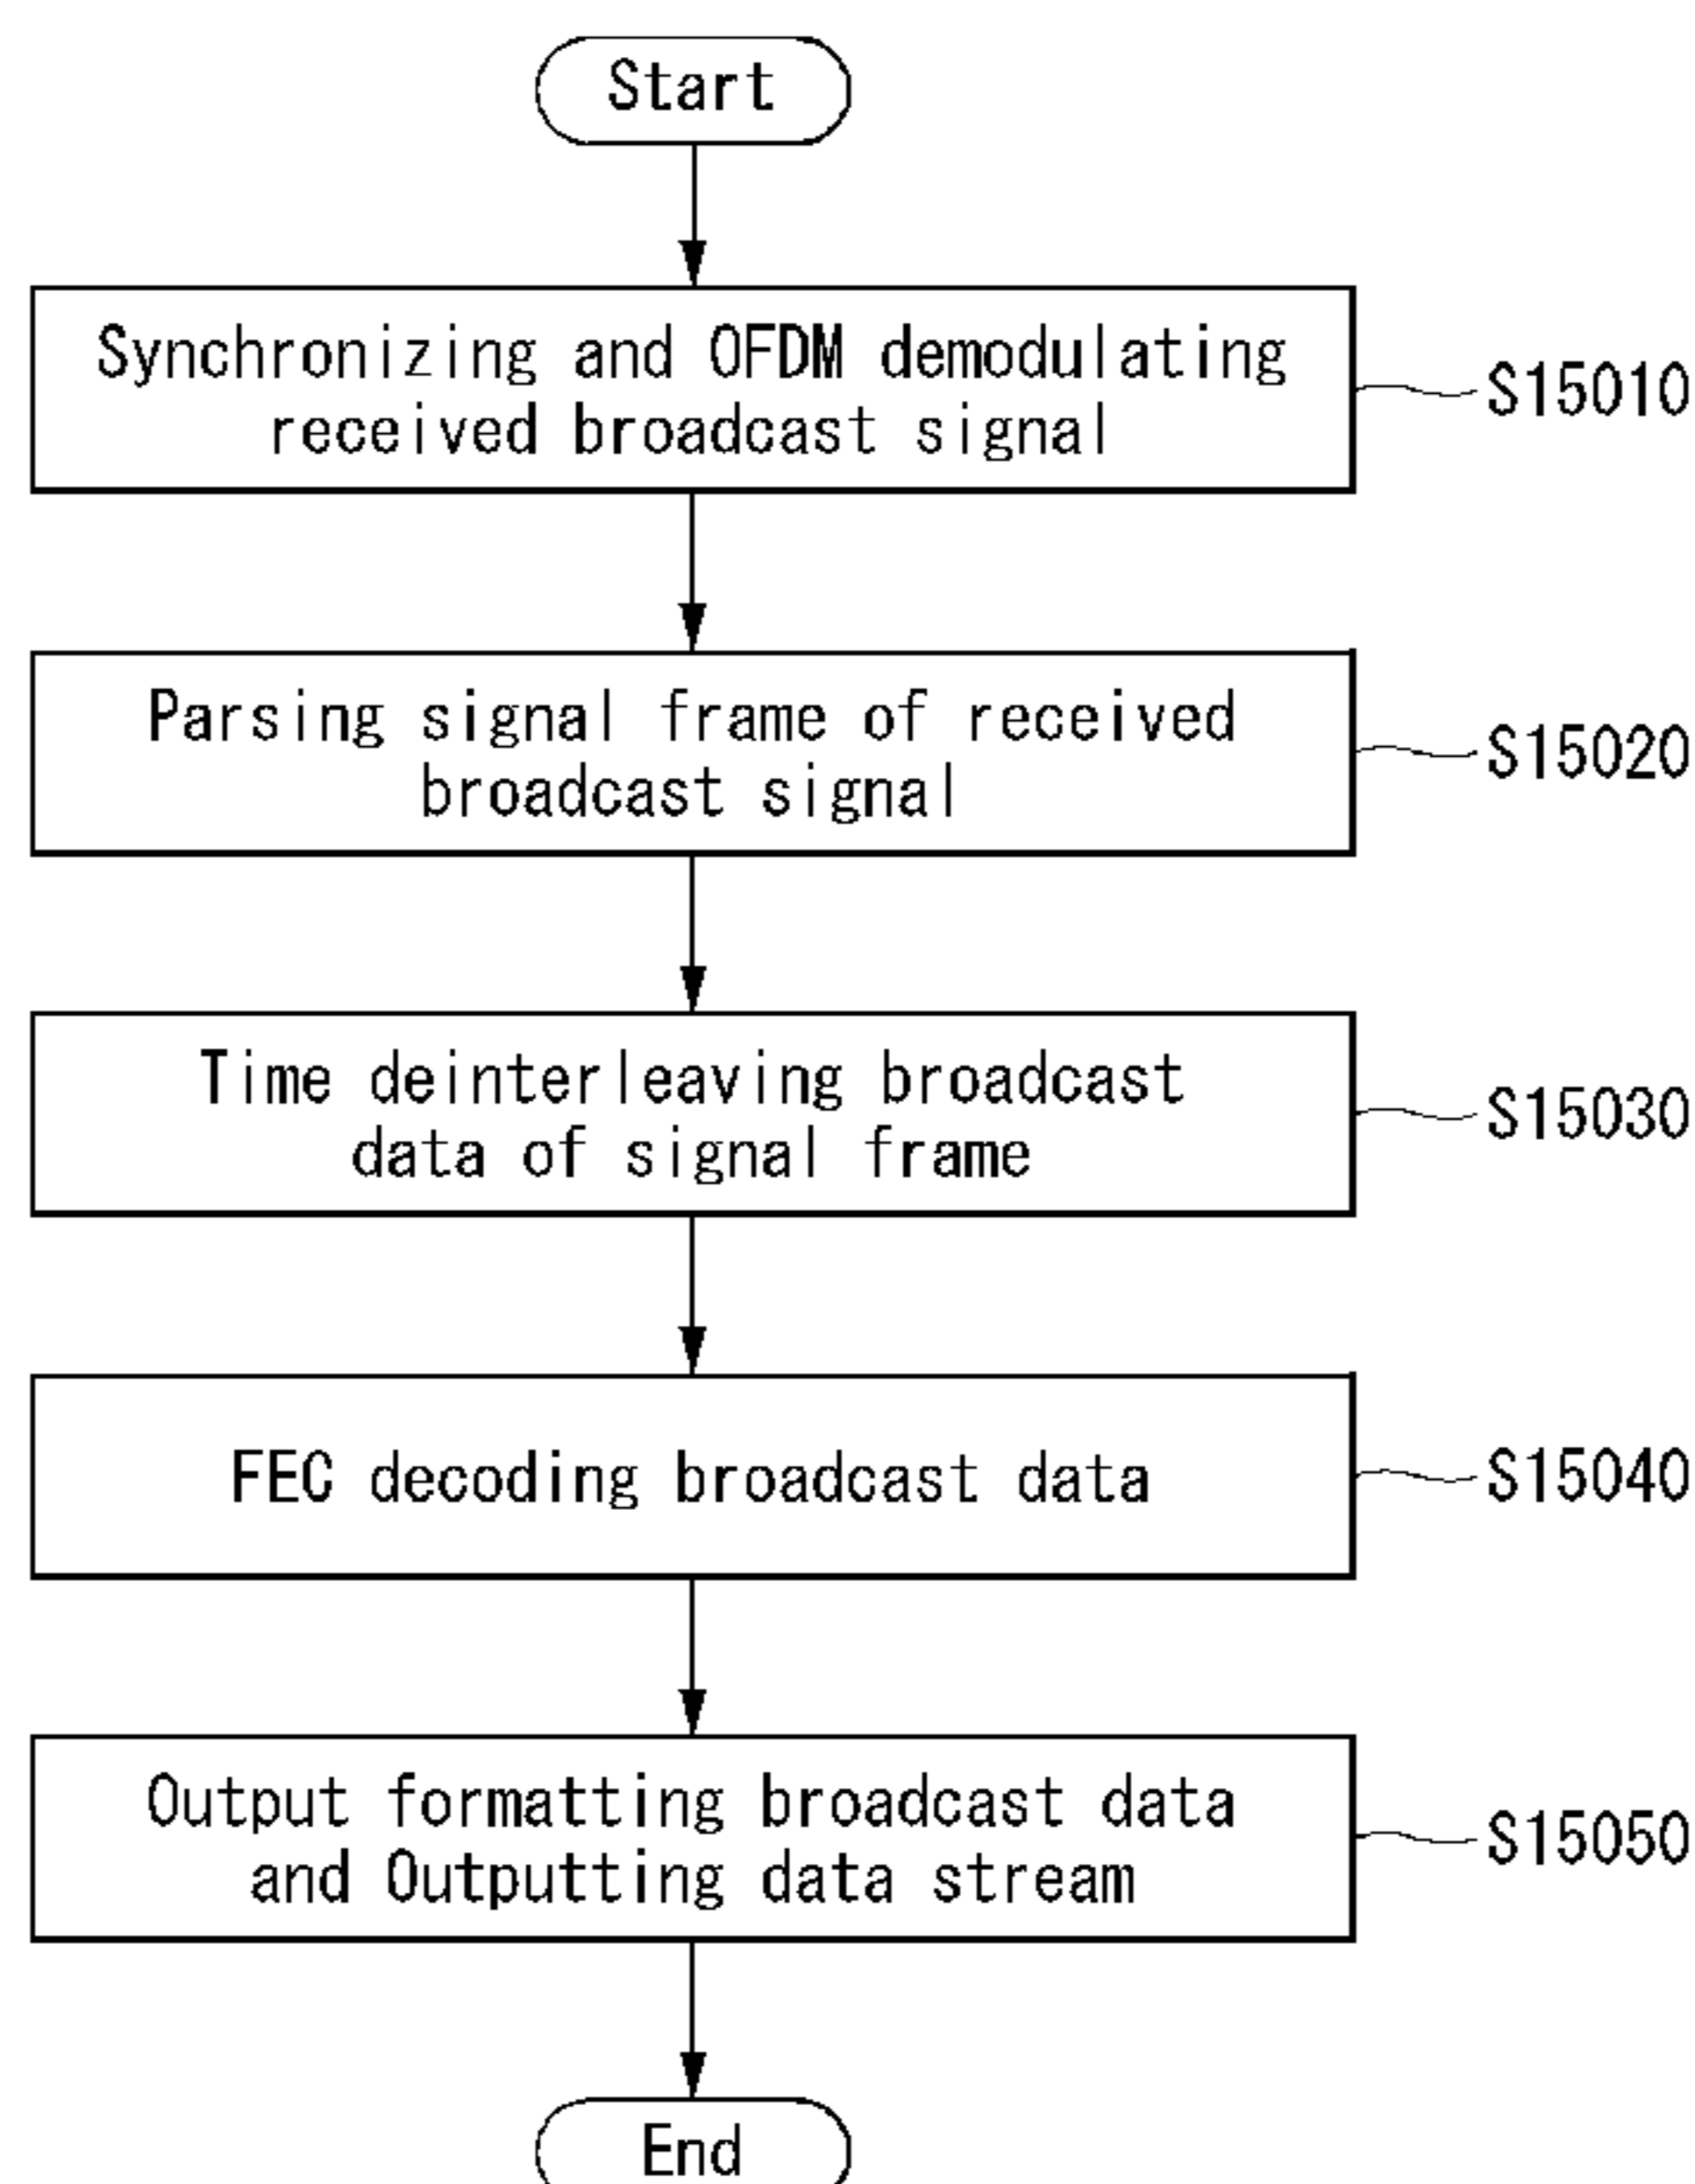 Start
Synchronizing and OFDM demodulating
received broadcast signal
S15010
Parsing signal frame of received
broadcast signal
S15020
Time deinterleaving broadcast
data of signal frame
S15030
FEC decoding broadcast data
S15040
Output formatting broadcast data
and Outputting data stream
S15050
End